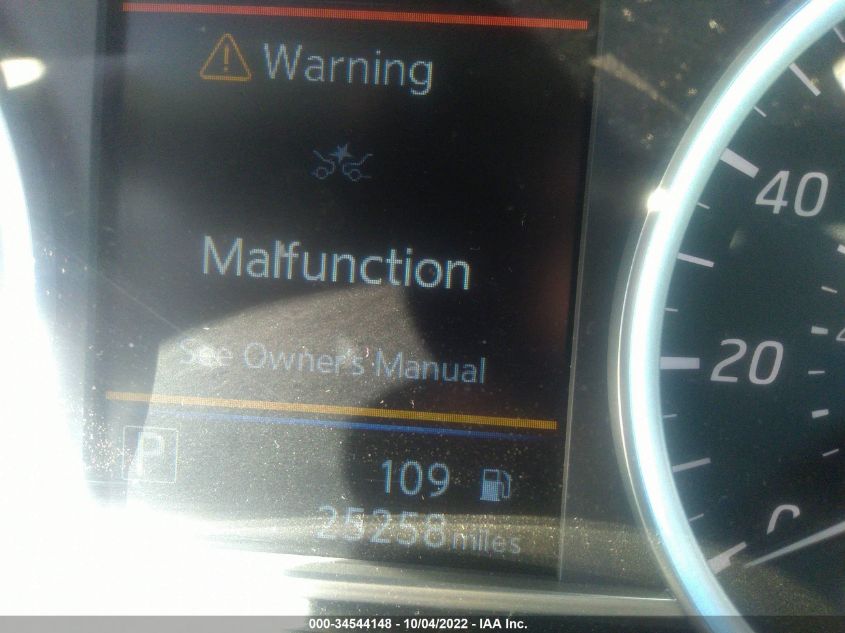 Warning
Malfunction
See Owner's Manual
P
109
25258 miles
40
20
000-34544148 - 10/04/2022 - IAA Inc.